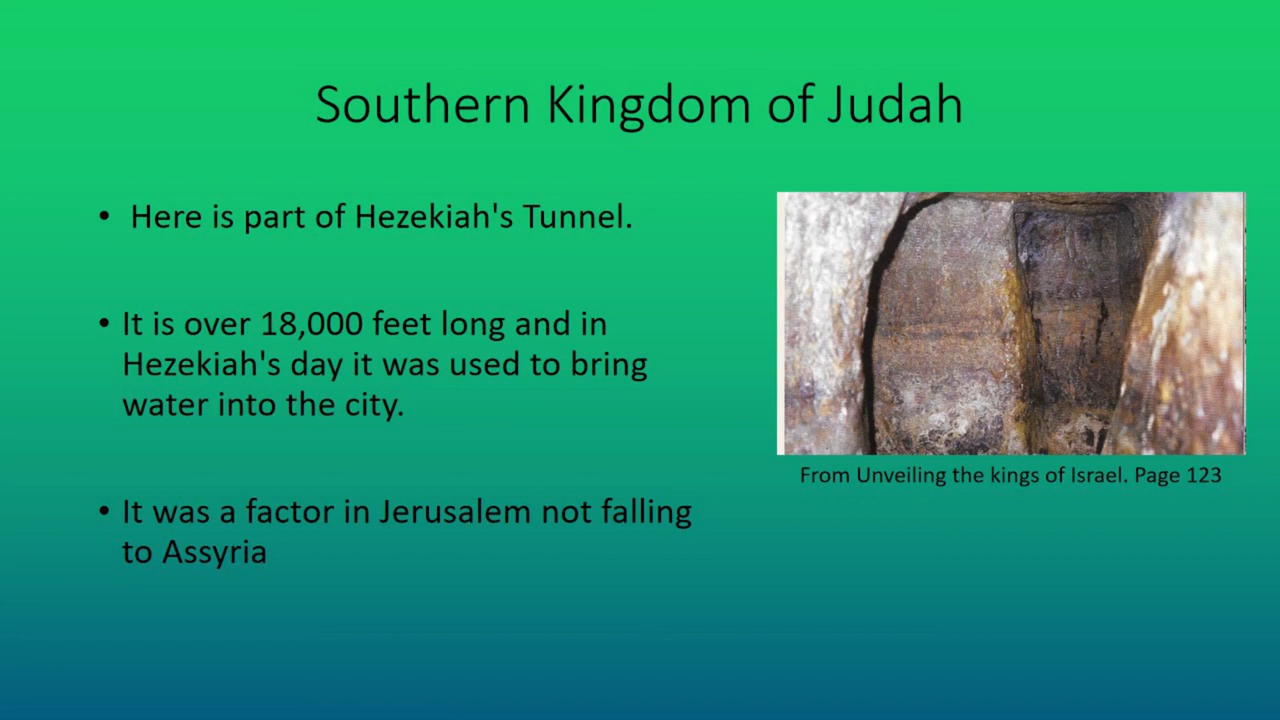 Southern Kingdom of Judah
• Here is part of Hezekiah's Tunnel.
• It is over 18,000 feet long and in
Hezekiah's day it was used to bring
water into the city.
• It was a factor in Jerusalem not falling
to Assyria
From Unveiling the kings of Israel. Page 123